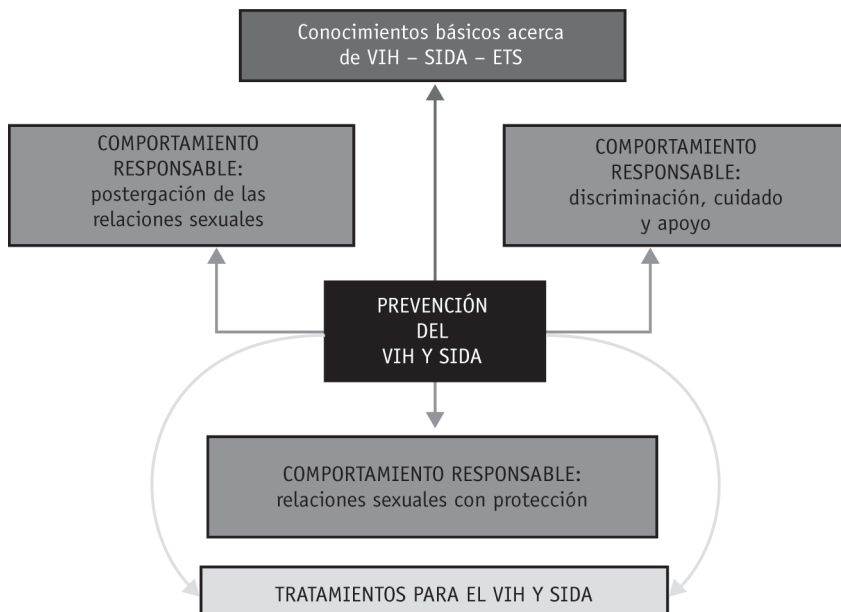 Conocimientos básicos acerca
de VIH – SIDA – ETS
COMPORTAMIENTO
RESPONSABLE:
postergación de las
relaciones sexuales
COMPORTAMIENTO
RESPONSABLE:
discriminación, cuidado
y apoyo
PREVENCIÓN
DEL
VIH Y SIDA
COMPORTAMIENTO RESPONSABLE:
relaciones sexuales con protección
TRATAMIENTOS PARA EL VIH Y SIDA